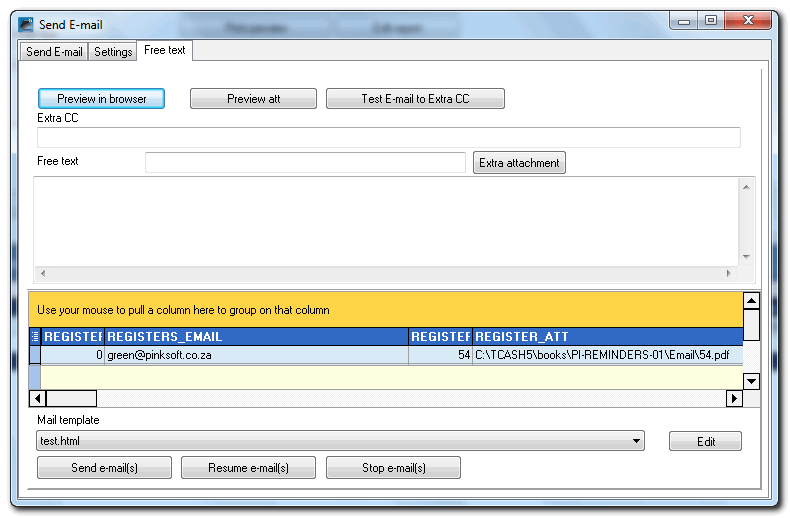 Send E-mail
Send E-mail Settings Free text
Preview in browser Preview att Test E-mail to Extra CC
Extra CC
Free text Extra attachment
Use your mouse to pull a column here to group on that column
REGISTER REGISTERS_EMAIL REGISTER REGISTER_ATT
0 green@pinksoft.co.za 54 C:\TCASH5\books\PI-REMINDERS-01\Email\54.pdf
Mail template
test.html Edit
Send e-mail(s) Resume e-mail(s) Stop e-mail(s)